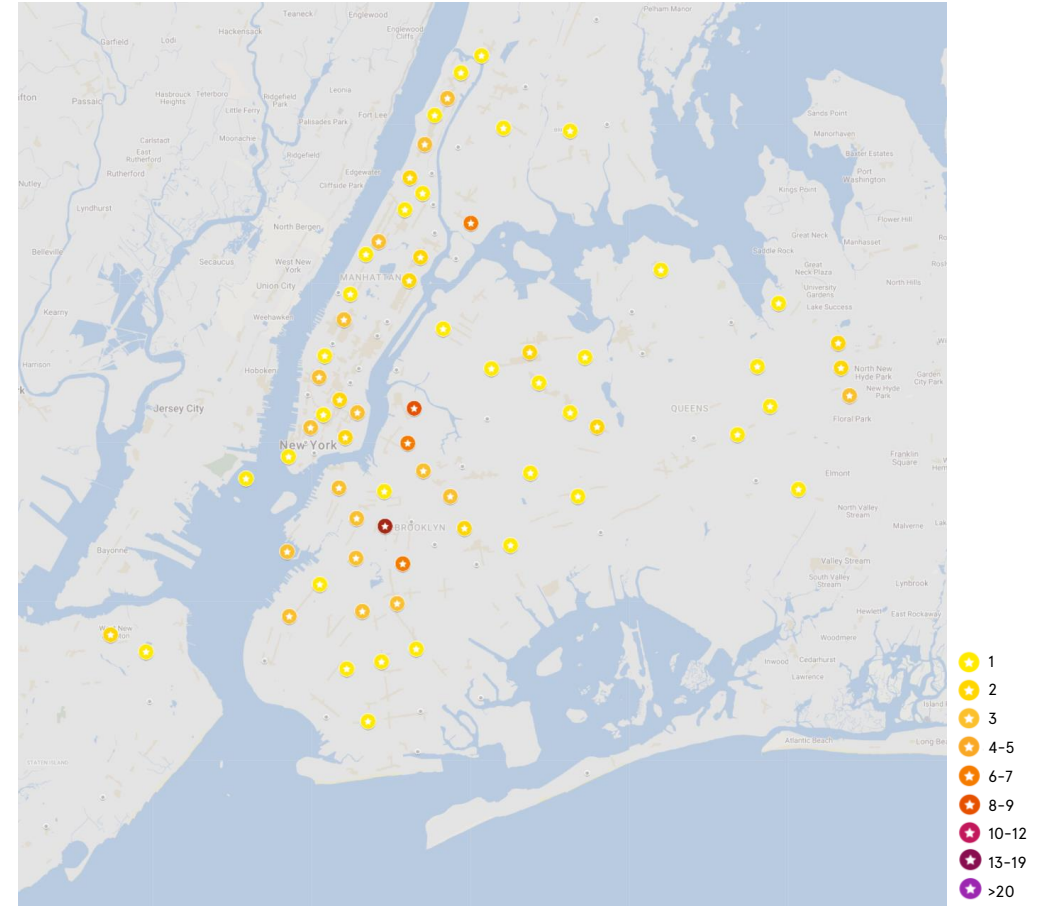 Teaneck
Englewood
Pelham Manor
Hackensack
Englewood
Cliffs
Garfield
Lodi
Leonia
Hasbrouck
Heights
Teterboro
Ridgefield
Park
Passaic
Little Ferry
Fort Lee
Palisades Park
Sands Point
Moonachie
Manorhaven
Carlstadt
East
Rutherford
Ridgefield
Baxter Estates
Rutherford
Edgewater
Port
Washington
Cliffside Park
Nutley
Kings Point
Lyndhurst
Flower Hill
North Bergen
Great Neck
Manhasset
Belleville
Saddle Rock
Secaucus
West New
York
Great
Neck Plaza
MANHATTAN
Union City
University
Gardens
North Hills
Lake Success
Kearny
Weehawken
Harrison
Hoboken
North New
Hyde Park
Garden
City Park
New Hyde
Park
Jersey City
QUEENS
Floral Park
New York
Franklin
Square
Elmont
North Valley
Stream
BROOKLYN
Malverne
Bayonne
Valley Stream
South Valley
Stream
Lynbrook
Hewlett
East Rockaway
Woodmere
Inwood
Cedarhurst
Lawrence
Atlantic Beach
STATEN ISLAND
1
2
3
4-5
6-7
8-9
10-12
13-19
>20